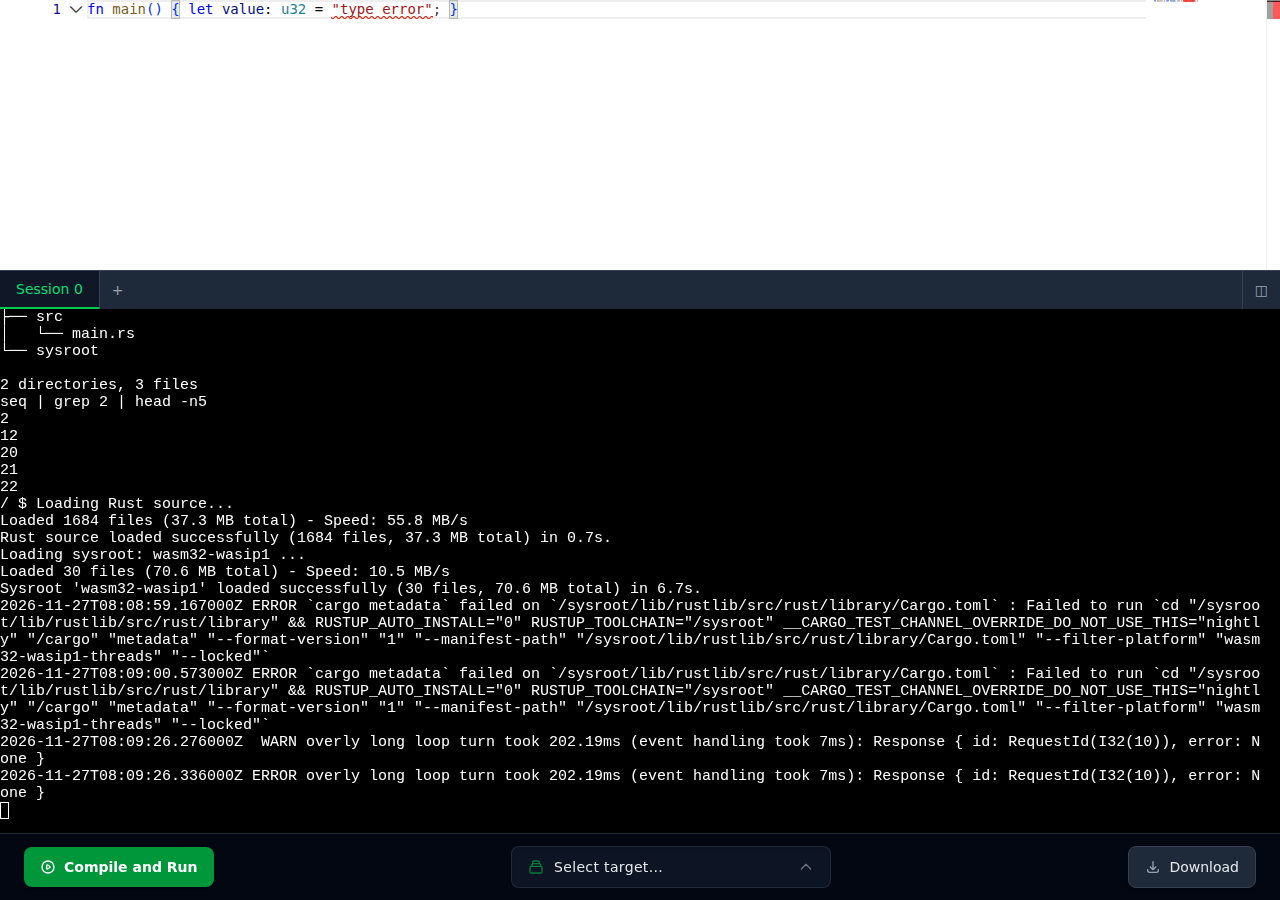 1 fn main() { let value: u32 = "type error"; }
Session 0 +
├── src
│   └── main.rs
└── sysroot
2 directories, 3 files
seq | grep 2 | head -n5
2
12
20
21
22
/ $ Loading Rust source...
Loaded 1684 files (37.3 MB total) - Speed: 55.8 MB/s
Rust source loaded successfully (1684 files, 37.3 MB total) in 0.7s.
Loading sysroot: wasm32-wasip1 ...
Loaded 30 files (70.6 MB total) - Speed: 10.5 MB/s
Sysroot 'wasm32-wasip1' loaded successfully (30 files, 70.6 MB total) in 6.7s.
2026-11-27T08:08:59.167000Z ERROR `cargo metadata` failed on `/sysroot/lib/rustlib/src/rust/library/Cargo.toml` : Failed to run `cd "/sysroo
t/lib/rustlib/src/rust/library" && RUSTUP_AUTO_INSTALL="0" RUSTUP_TOOLCHAIN="/sysroot" __CARGO_TEST_CHANNEL_OVERRIDE_DO_NOT_USE_THIS="nightl
y" "/cargo" "metadata" "--format-version" "1" "--manifest-path" "/sysroot/lib/rustlib/src/rust/library/Cargo.toml" "--filter-platform" "wasm
32-wasip1-threads" "--locked"`
2026-11-27T08:09:00.573000Z ERROR `cargo metadata` failed on `/sysroot/lib/rustlib/src/rust/library/Cargo.toml` : Failed to run `cd "/sysroo
t/lib/rustlib/src/rust/library" && RUSTUP_AUTO_INSTALL="0" RUSTUP_TOOLCHAIN="/sysroot" __CARGO_TEST_CHANNEL_OVERRIDE_DO_NOT_USE_THIS="nightl
y" "/cargo" "metadata" "--format-version" "1" "--manifest-path" "/sysroot/lib/rustlib/src/rust/library/Cargo.toml" "--filter-platform" "wasm
32-wasip1-threads" "--locked"`
2026-11-27T08:09:26.276000Z  WARN overly long loop turn took 202.19ms (event handling took 7ms): Response { id: RequestId(I32(10)), error: N
one }
2026-11-27T08:09:26.336000Z ERROR overly long loop turn took 202.19ms (event handling took 7ms): Response { id: RequestId(I32(10)), error: N
one }
Compile and Run Select target... Download